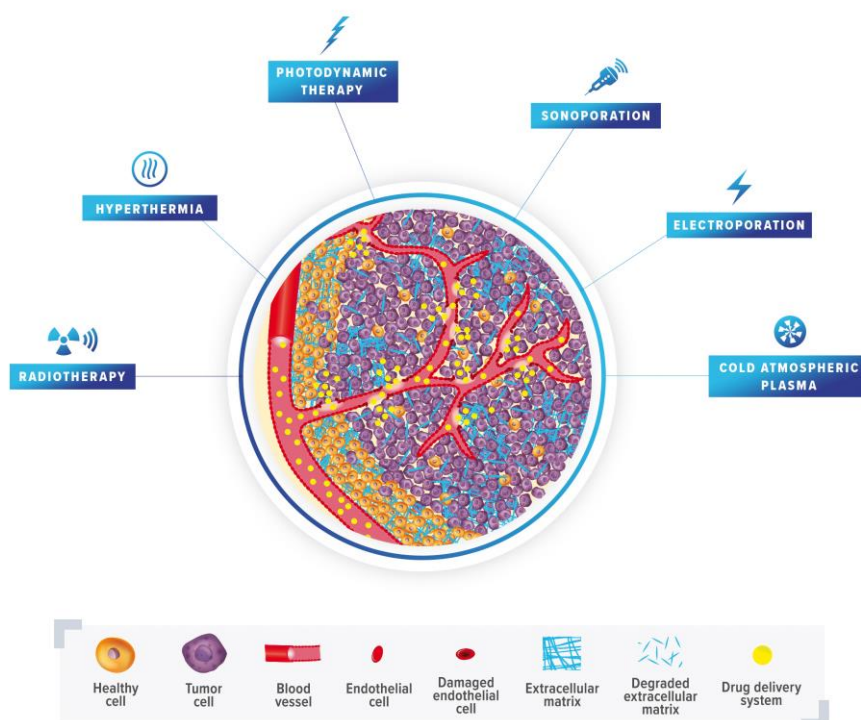 PHOTODYNAMIC
THERAPY
SONOPORATION
HYPERTHERMIA
ELECTROPORATION
RADIOTHERAPY
COLD ATMOSPHERIC
PLASMA
Healthy
cell
Tumor
cell
Blood
vessel
Endothelial
cell
Damaged
endothelial
cell
Extracellular
matrix
Degraded
extracellular
matrix
Drug delivery
system